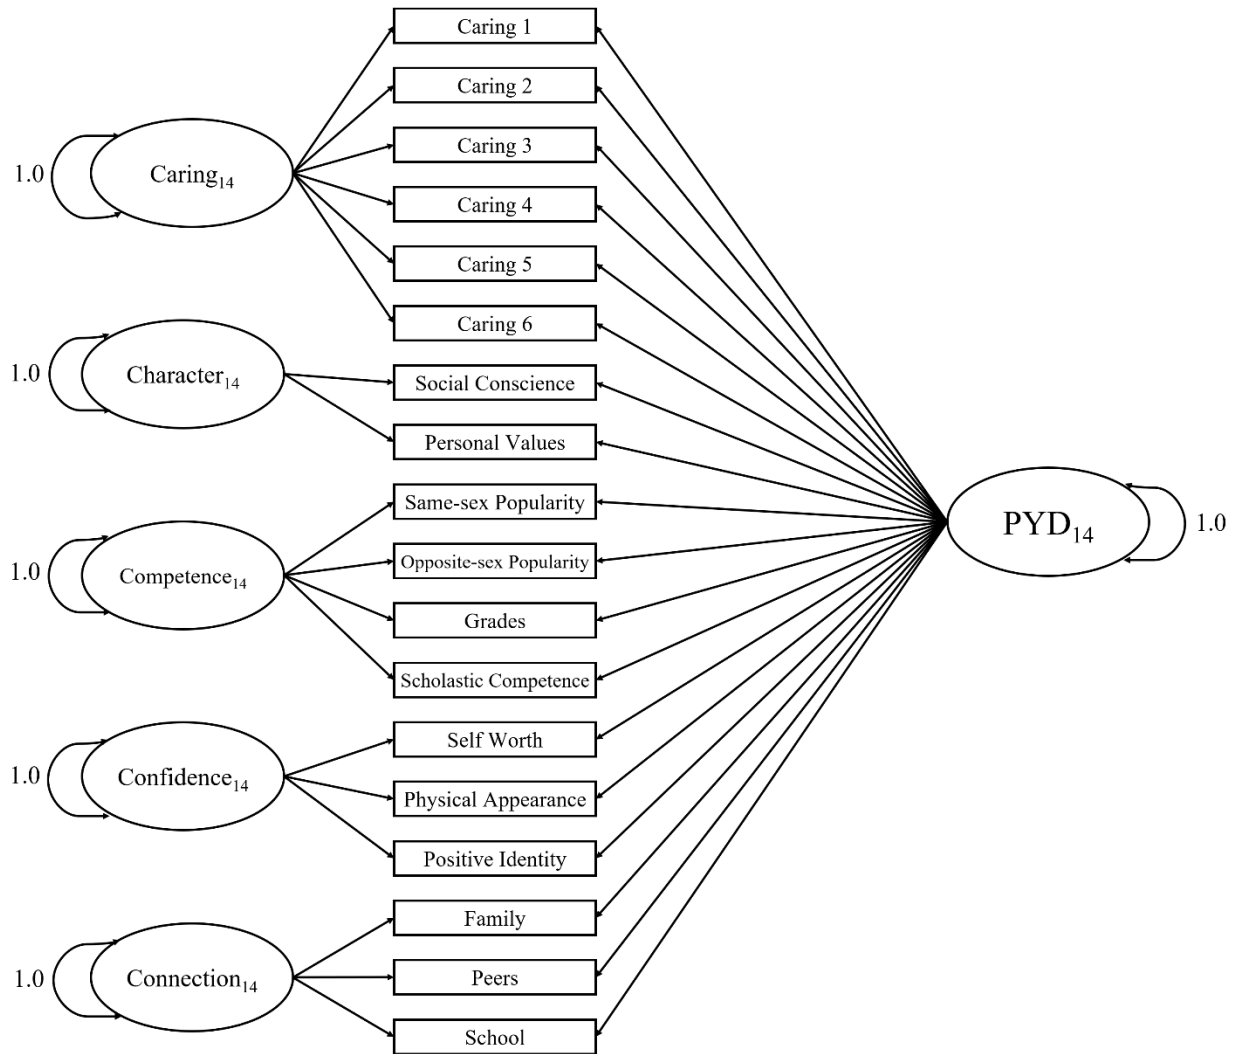 Caring 1
Caring 2
1.0
Caring₁₄
Caring 3
Caring 4
Caring 5
Caring 6
1.0
Character₁₄
Social Conscience
Personal Values
Same-sex Popularity
1.0
Competence₁₄
Opposite-sex Popularity
Grades
Scholastic Competence
1.0
Confidence₁₄
Self Worth
Physical Appearance
Positive Identity
1.0
Connection₁₄
Family
Peers
School
PYD₁₄
1.0